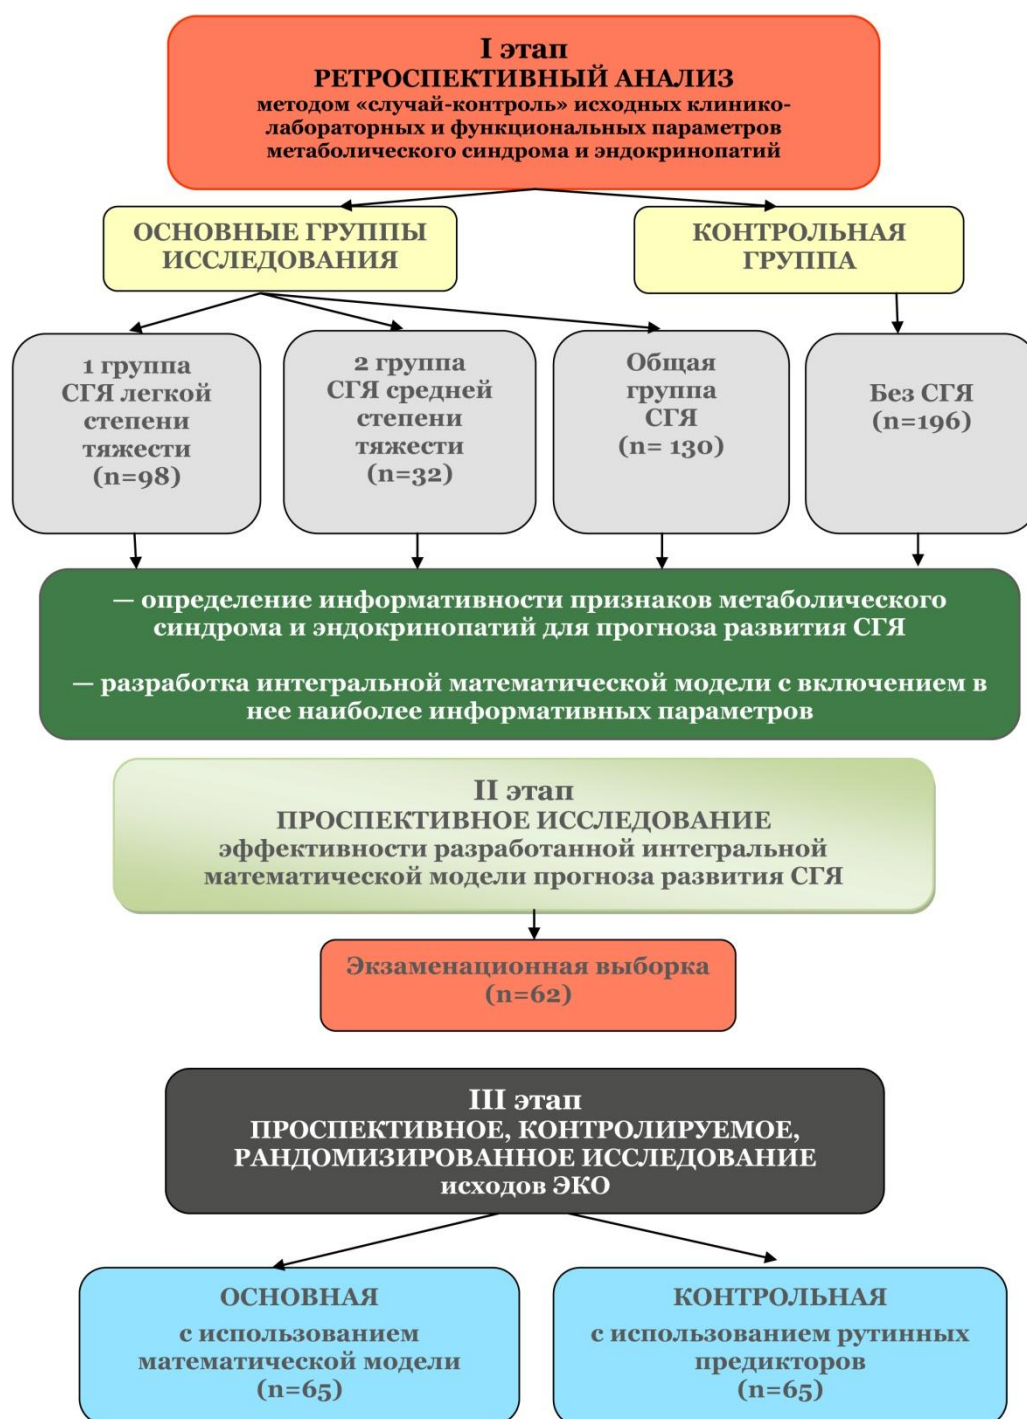 I этап
РЕТРОСПЕКТИВНЫЙ АНАЛИЗ
методом «случай-контроль» исходных клинико-
лабораторных и функциональных параметров
метаболического синдрома и эндокринопатий
ОСНОВНЫЕ ГРУППЫ
ИССЛЕДОВАНИЯ
КОНТРОЛЬНАЯ
ГРУППА
1 группа
СГЯ легкой
степени
тяжести
(n=98)
2 группа
СГЯ средней
степени
тяжести
(n=32)
Общая
группа
СГЯ
(n= 130)
Без СГЯ
(n=196)
— определение информативности признаков метаболического
синдрома и эндокринопатий для прогноза развития СГЯ
— разработка интегральной математической модели с включением в
нее наиболее информативных параметров
II этап
ПРОСПЕКТИВНОЕ ИССЛЕДОВАНИЕ
эффективности разработанной интегральной
математической модели прогноза развития СГЯ
Экзаменационная выборка
(n=62)
III этап
ПРОСПЕКТИВНОЕ, КОНТРОЛИРУЕМОЕ,
РАНДОМИЗИРОВАННОЕ ИССЛЕДОВАНИЕ
исходов ЭКО
ОСНОВНАЯ
с использованием
математической модели
(n=65)
КОНТРОЛЬНАЯ
с использованием рутинных
предикторов
(n=65)